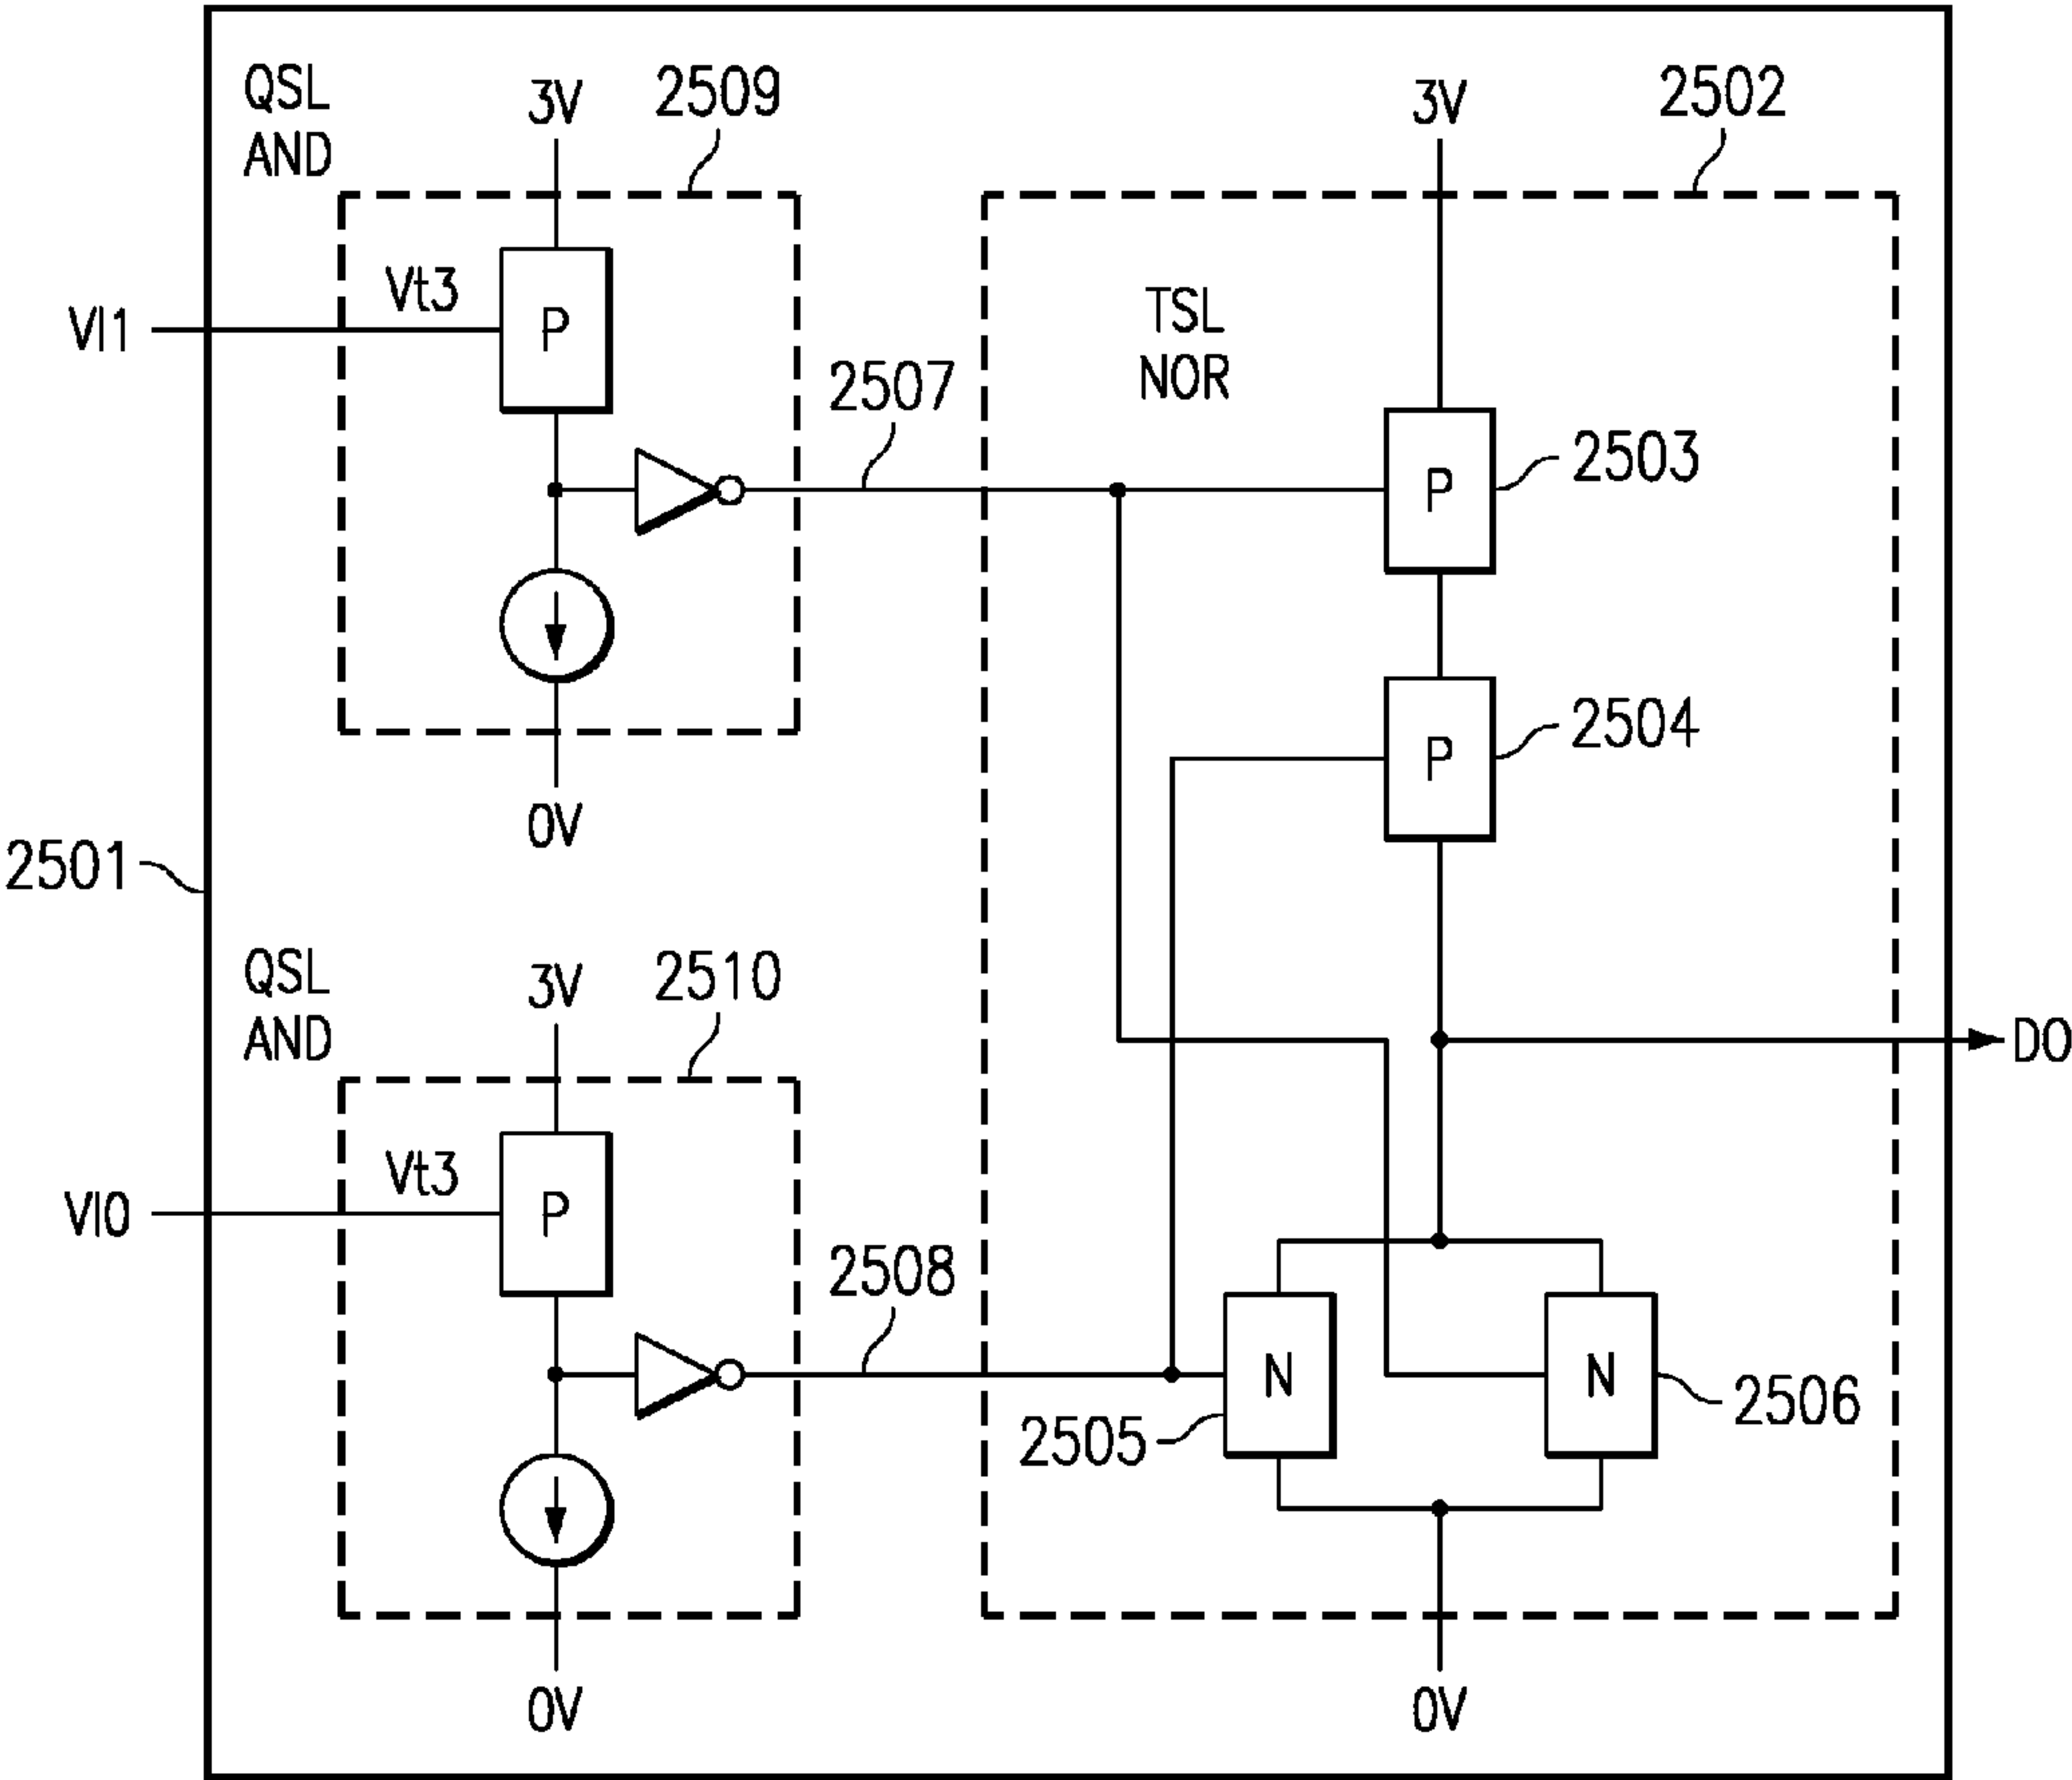 QSL
AND
3V
2509
3V
2502
Vt3
P
VI1
TSL
NOR
2507
P
2503
P
2504
0V
2501
QSL
AND
3V
2510
DO
Vt3
P
VI0
2508
N
N
2505
2506
0V
0V